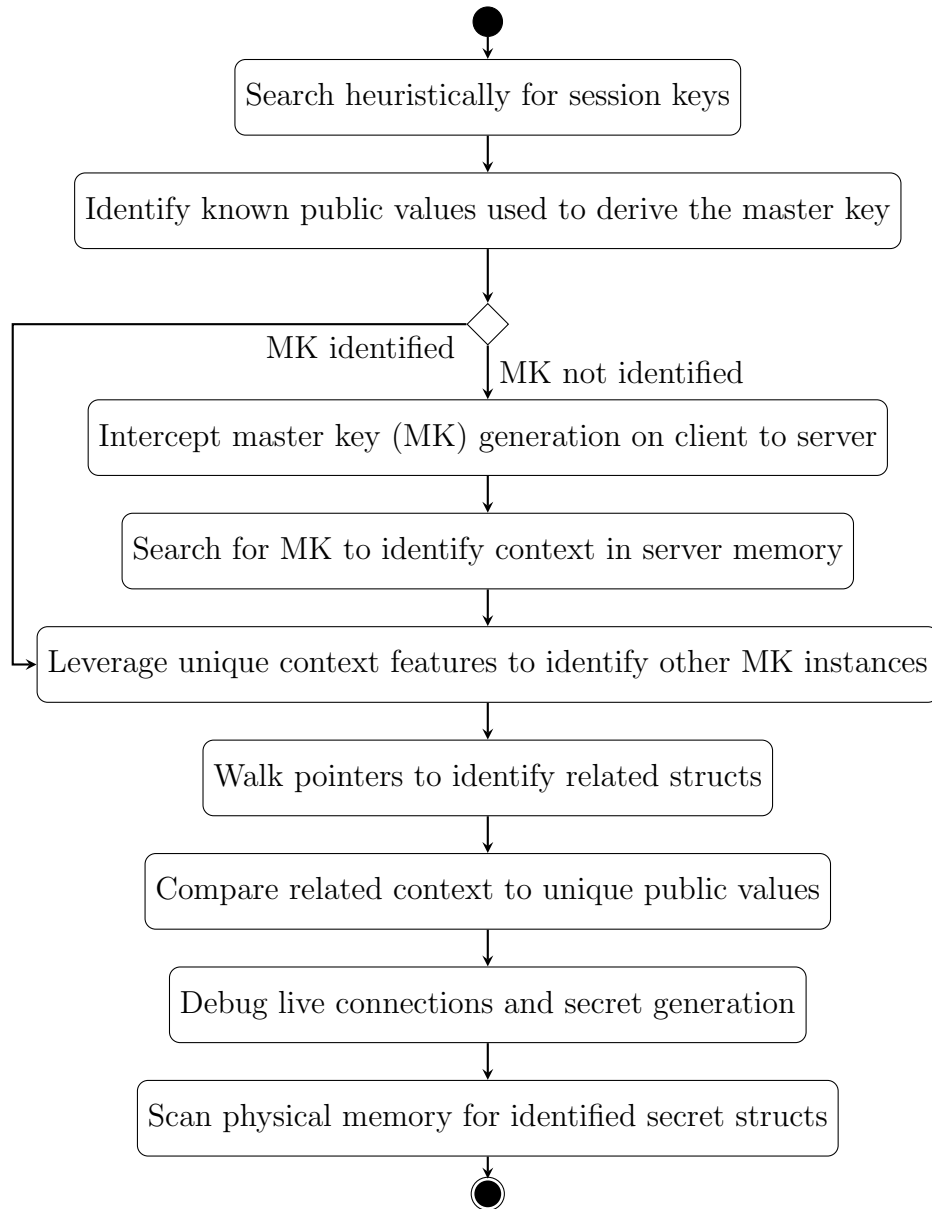 Search heuristically for session keys
Identify known public values used to derive the master key
MK identified
MK not identified
Intercept master key (MK) generation on client to server
Search for MK to identify context in server memory
Leverage unique context features to identify other MK instances
Walk pointers to identify related structs
Compare related context to unique public values
Debug live connections and secret generation
Scan physical memory for identified secret structs